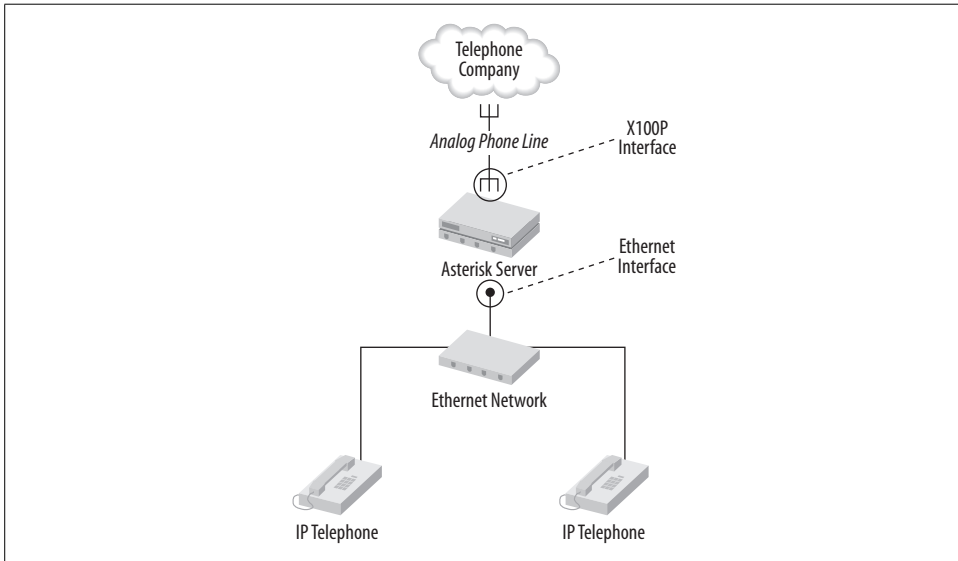 Telephone
Company
Analog Phone Line
X100P
Interface
Asterisk Server
Ethernet
Interface
Ethernet Network
IP Telephone
IP Telephone